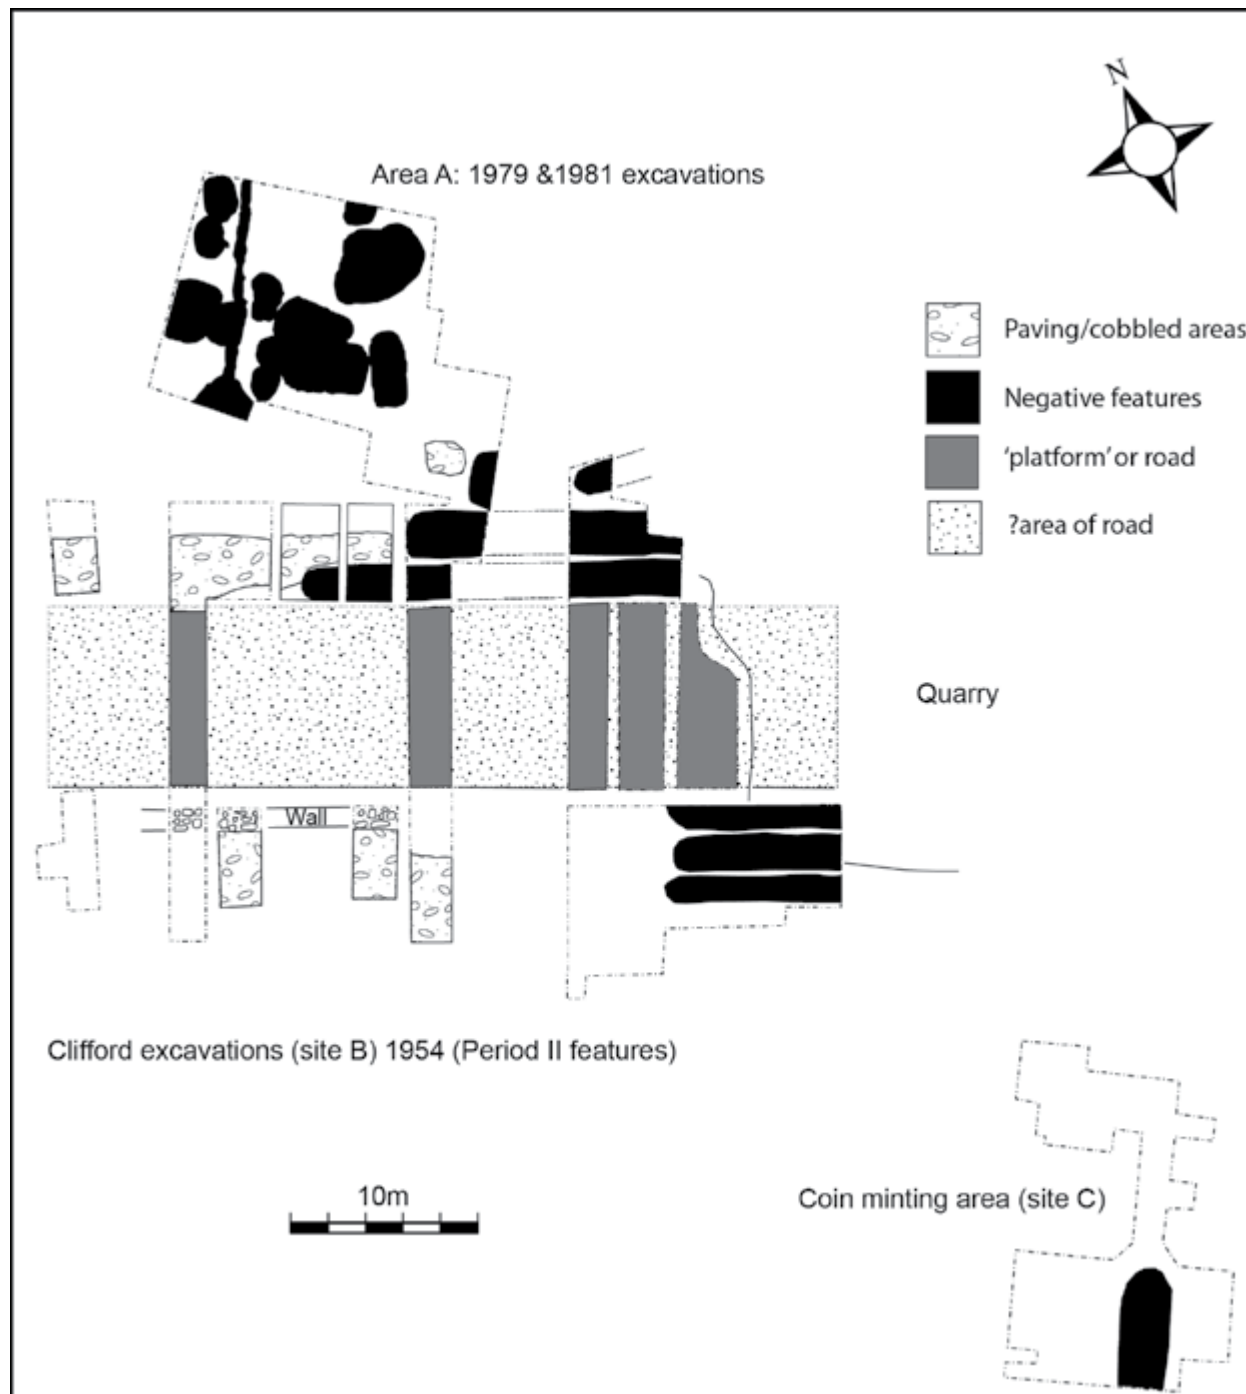 N
Area A: 1979 &1981 excavations
Paving/cobbled areas
Negative features
'platform' or road
?area of road
Quarry
Wall
Clifford excavations (site B) 1954 (Period II features)
10m
Coin minting area (site C)